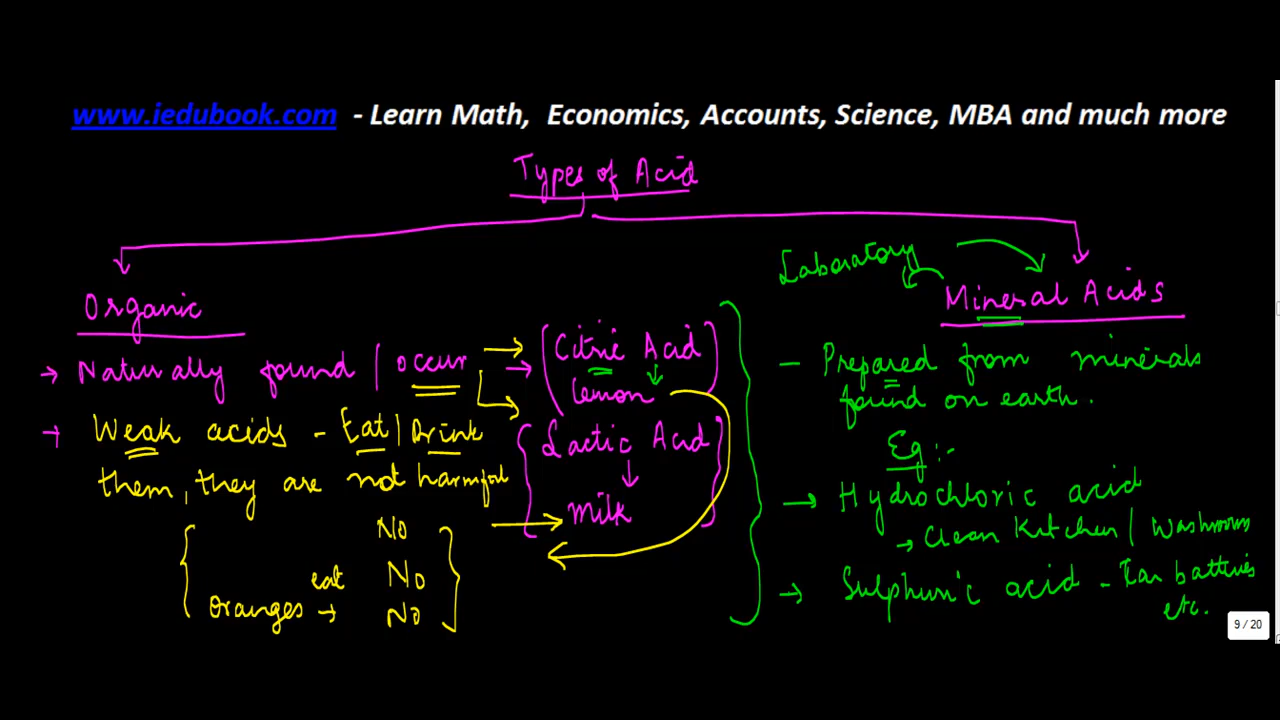 www.iedubook.com - Learn Math, Economics, Accounts, Science, MBA and much more
Types of Acid
Organic
→ Naturally found | occur → (Citric Acid
lemon)
→ Weak acids - Eat | Drink
them, they are not harmful
Lactic Acid
Milk
No
eat No
Oranges → No
Laboratory
Mineral Acids
- Prepared from minerals
found on earth.
Eg :-
→ Hydrochloric acid
→ Clean Kitchen | Washrooms
→ Sulphuric acid - Car batteries
etc.
9 / 20